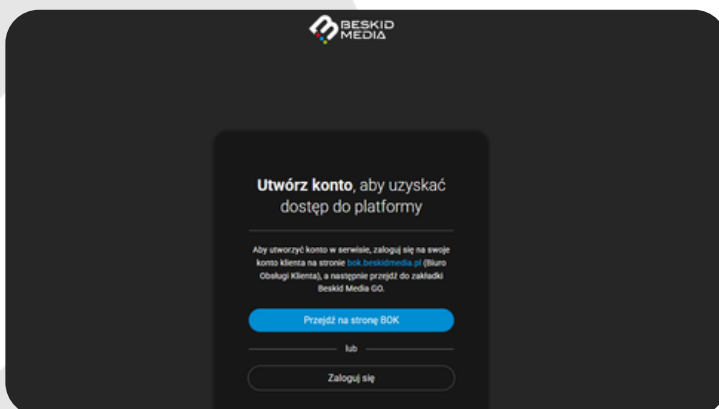 BESKID
MEDIA
Utwórz konto, aby uzyskać
dostęp do platformy
Aby utworzyć konto w serwisie, zaloguj się na swoje
konto klienta na stronie bok.beskidmedia.pl (Biuro
Obsługi Klienta), a następnie przejdź do zakładki
Beskid Media GO.
Przejdź na stronę BOK
lub
Zaloguj się